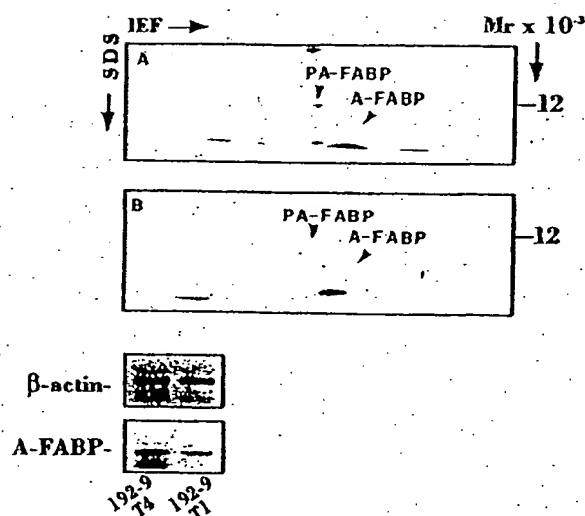 IEF →
Mr x 10⁻³
SDS →
A
PA-FABP
A-FABP
—12
B
PA-FABP
A-FABP
—12
β-actin-
A-FABP-
192-9 T4
192-9 T1